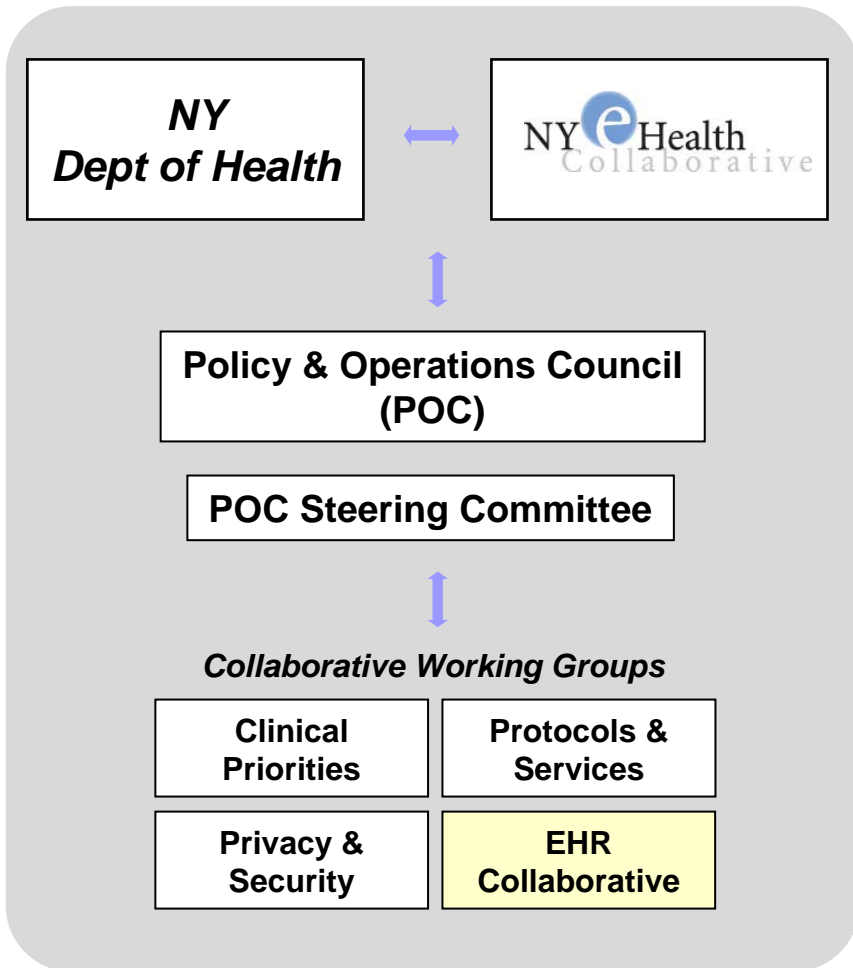 NY
Dept of Health
NY eHealth
Collaborative
Policy & Operations Council
(POC)
POC Steering Committee
Collaborative Working Groups
Clinical
Priorities
Protocols &
Services
Privacy &
Security
EHR
Collaborative